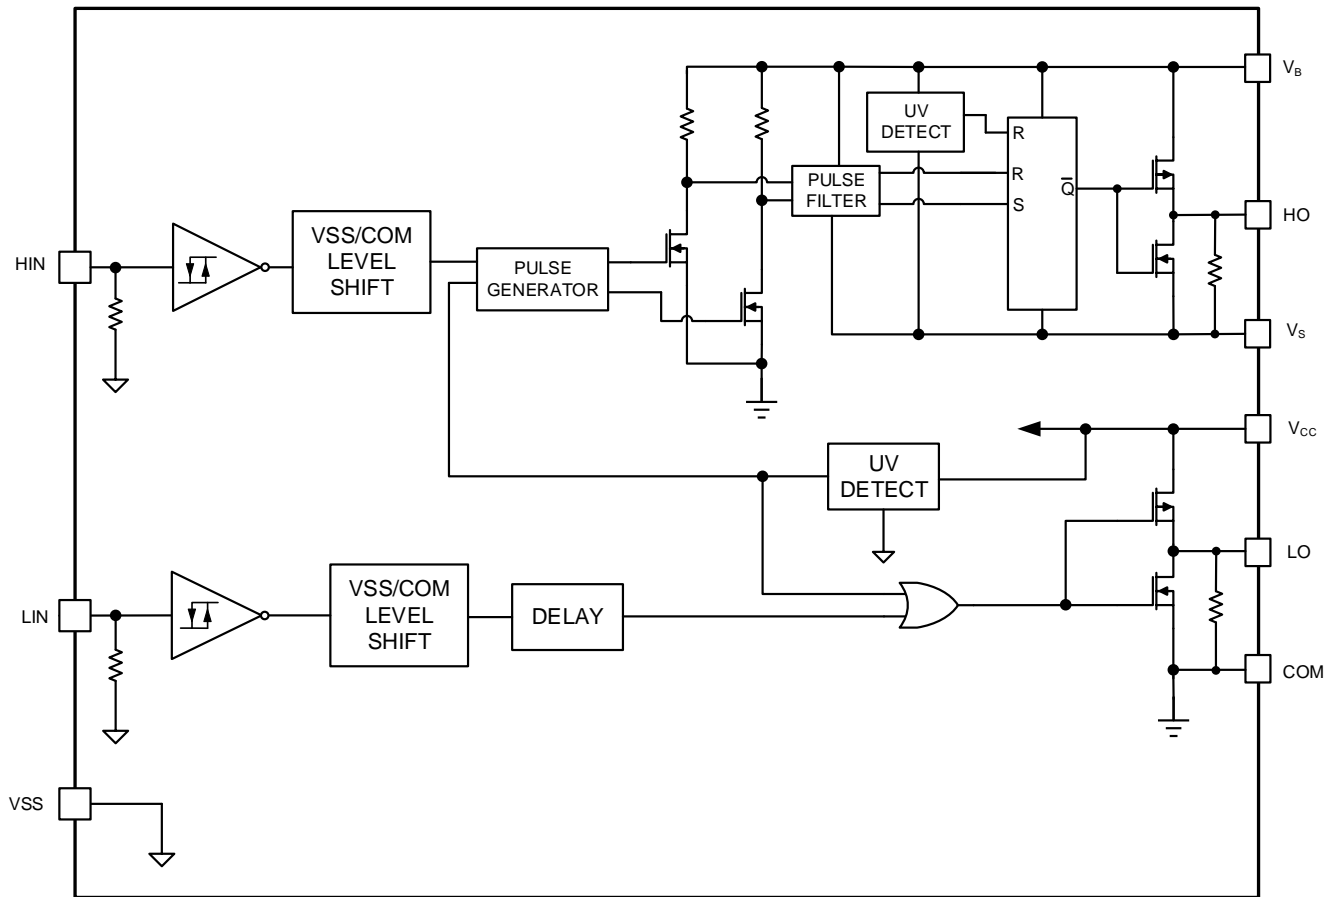 V_B
UV
DETECT
R
R
S
Q̅
PULSE
FILTER
HO
VSS/COM
LEVEL
SHIFT
HIN
PULSE
GENERATOR
V_S
V_CC
UV
DETECT
LO
VSS/COM
LEVEL
SHIFT
DELAY
LIN
COM
VSS